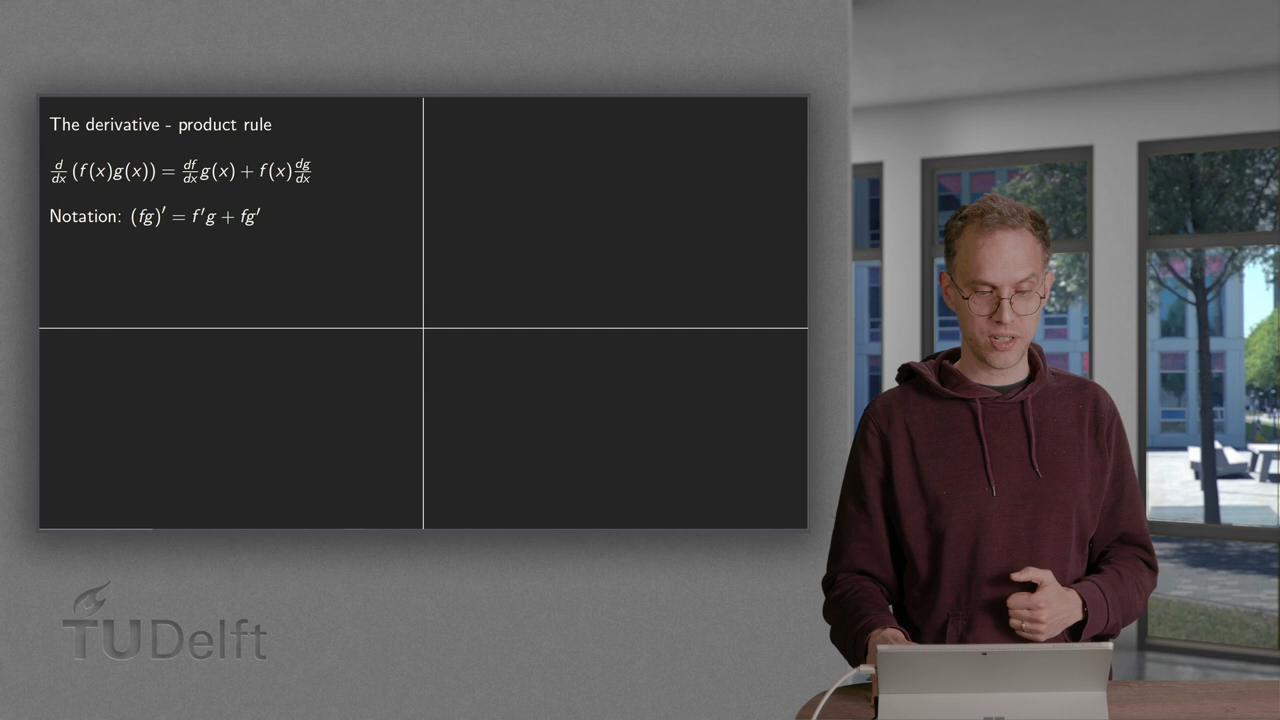 The derivative - product rule
d/dx (f(x)g(x)) = df/dx g(x) + f(x) dg/dx
Notation: (fg)′ = f′g + fg′
TUDelft